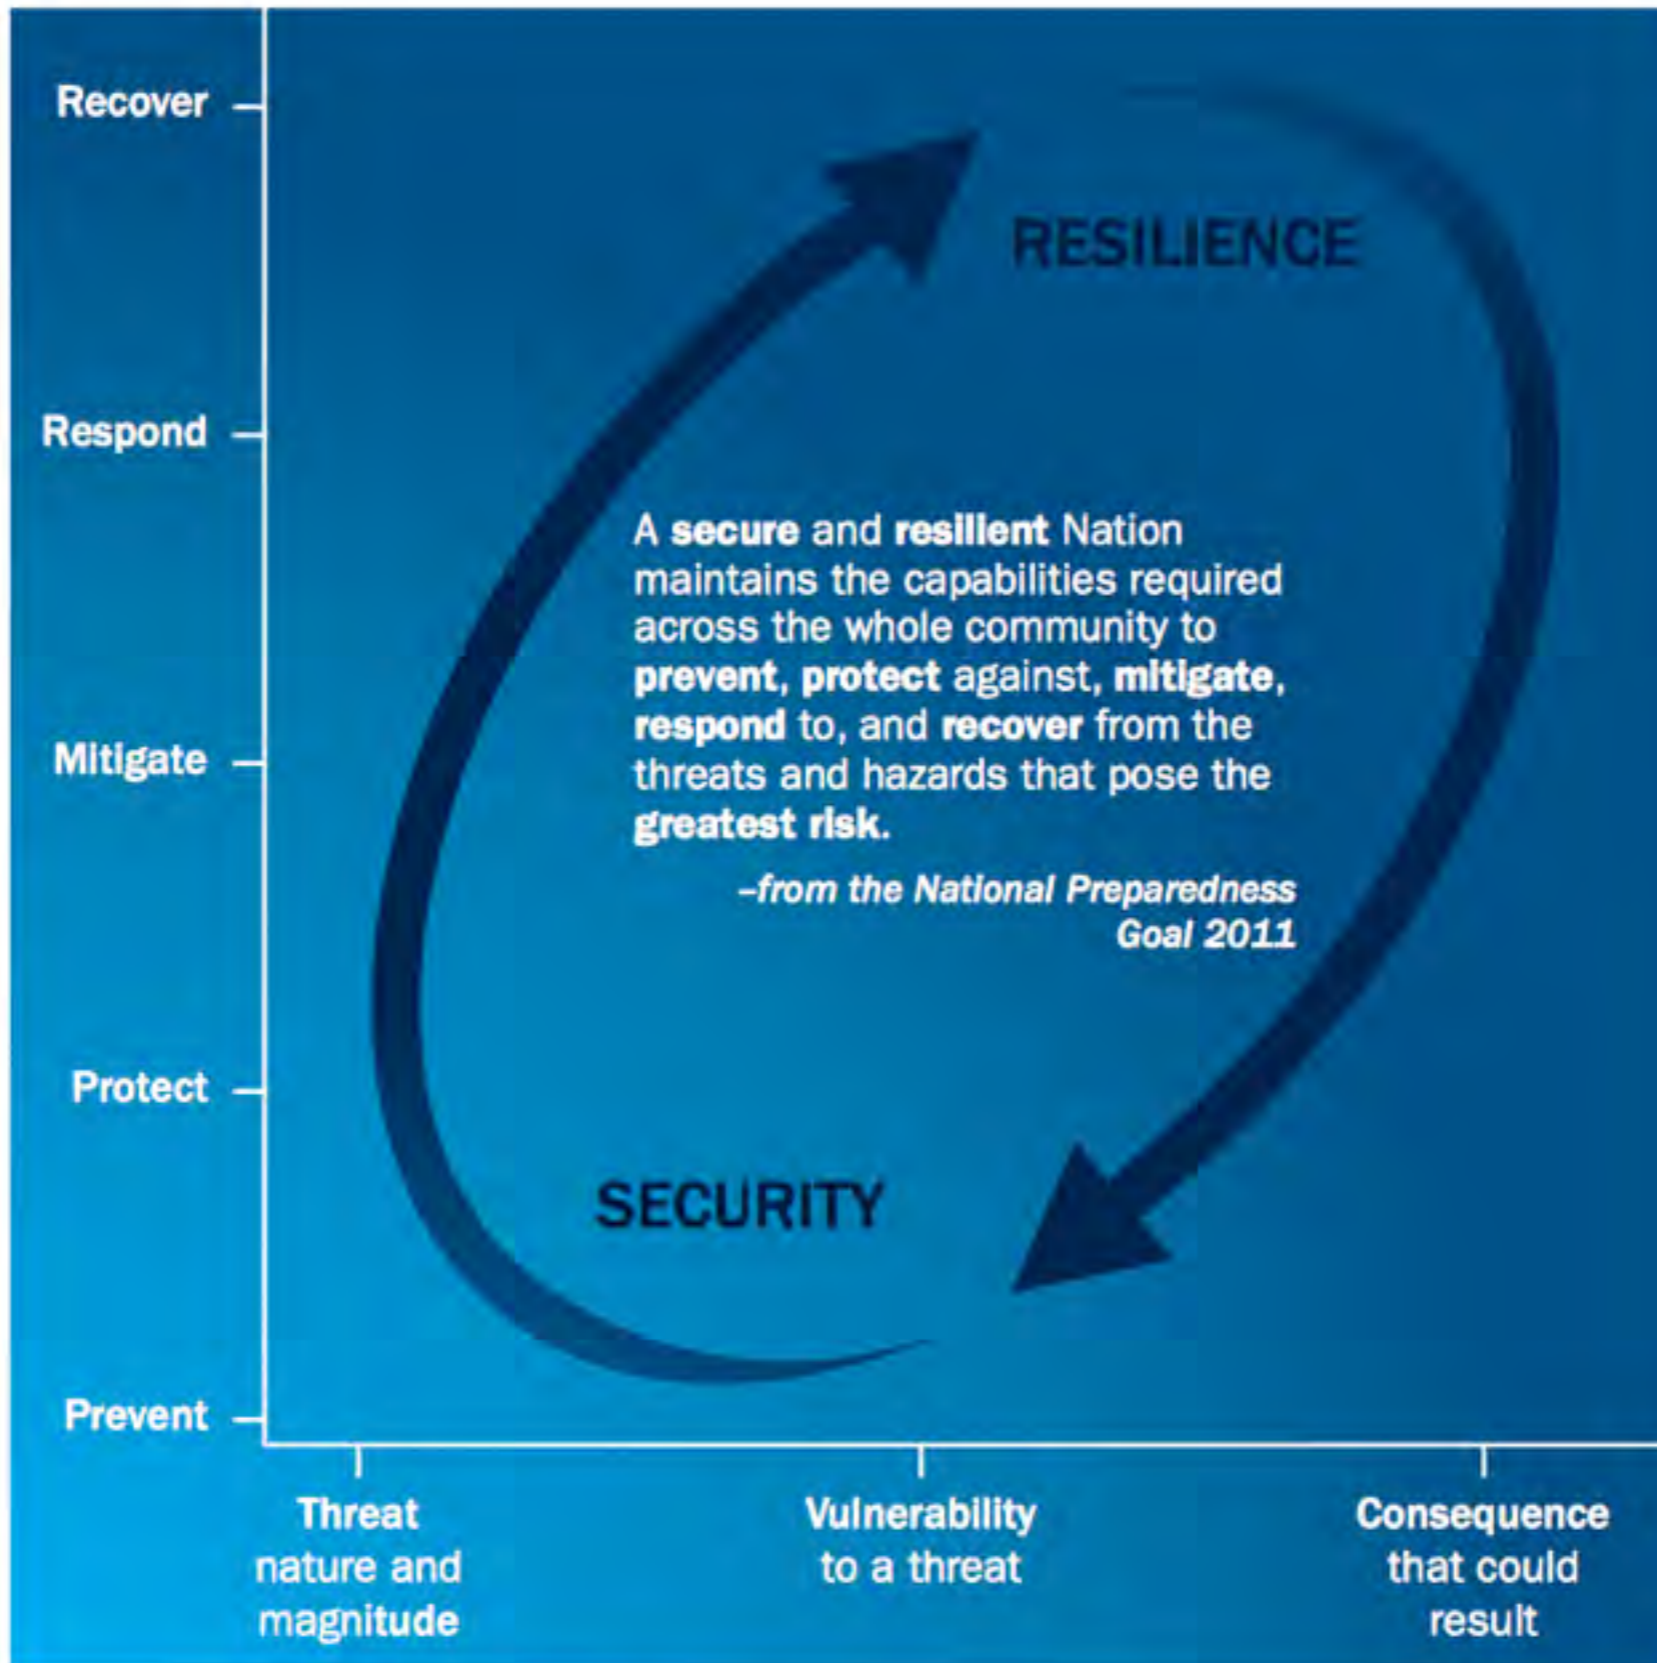 Recover
RESILIENCE
Respond
A secure and resilient Nation
maintains the capabilities required
across the whole community to
prevent, protect against, mitigate,
respond to, and recover from the
threats and hazards that pose the
greatest risk.
–from the National Preparedness
Goal 2011
Mitigate
Protect
SECURITY
Prevent
Threat
nature and
magnitude
Vulnerability
to a threat
Consequence
that could
result